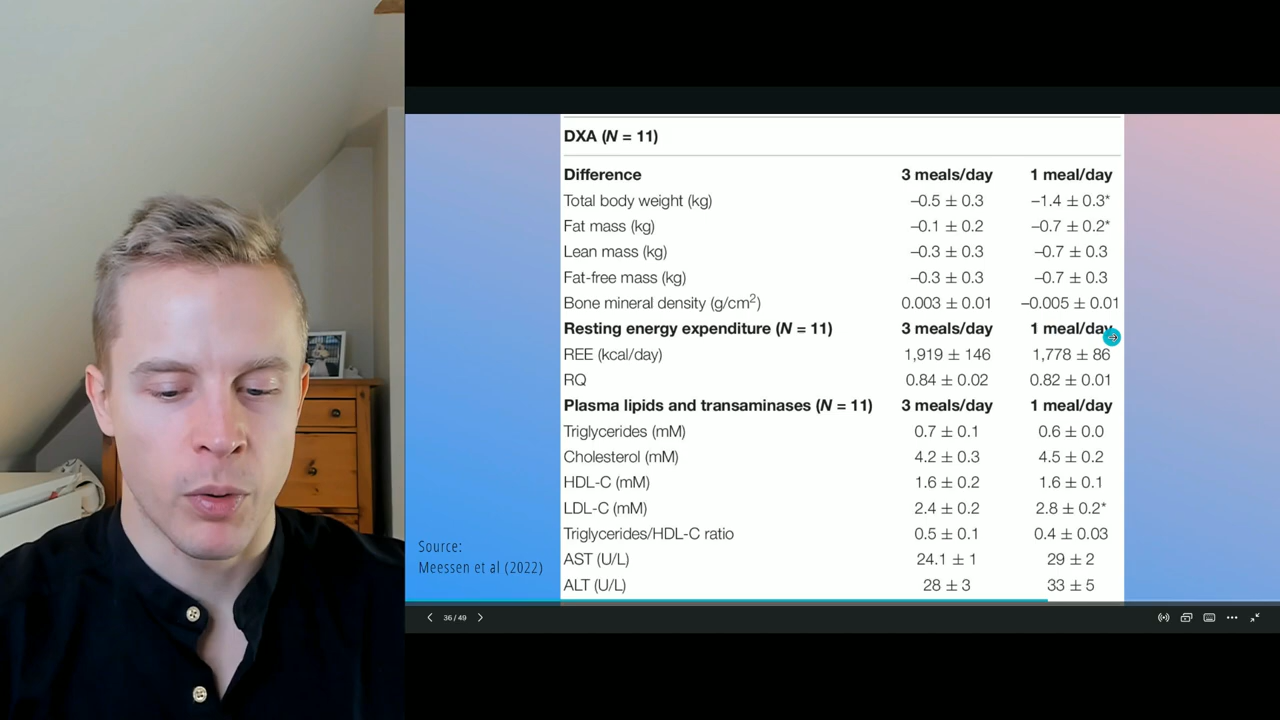 DXA (N = 11)
Difference 3 meals/day 1 meal/day
Total body weight (kg) –0.5 ± 0.3 –1.4 ± 0.3*
Fat mass (kg) –0.1 ± 0.2 –0.7 ± 0.2*
Lean mass (kg) –0.3 ± 0.3 –0.7 ± 0.3
Fat-free mass (kg) –0.3 ± 0.3 –0.7 ± 0.3
Bone mineral density (g/cm²) 0.003 ± 0.01 –0.005 ± 0.01
Resting energy expenditure (N = 11) 3 meals/day 1 meal/day
REE (kcal/day) 1,919 ± 146 1,778 ± 86
RQ 0.84 ± 0.02 0.82 ± 0.01
Plasma lipids and transaminases (N = 11) 3 meals/day 1 meal/day
Triglycerides (mM) 0.7 ± 0.1 0.6 ± 0.0
Cholesterol (mM) 4.2 ± 0.3 4.5 ± 0.2
HDL-C (mM) 1.6 ± 0.2 1.6 ± 0.1
LDL-C (mM) 2.4 ± 0.2 2.8 ± 0.2*
Triglycerides/HDL-C ratio 0.5 ± 0.1 0.4 ± 0.03
AST (U/L) 24.1 ± 1 29 ± 2
ALT (U/L) 28 ± 3 33 ± 5
Source:
Meessen et al (2022)
36 / 49